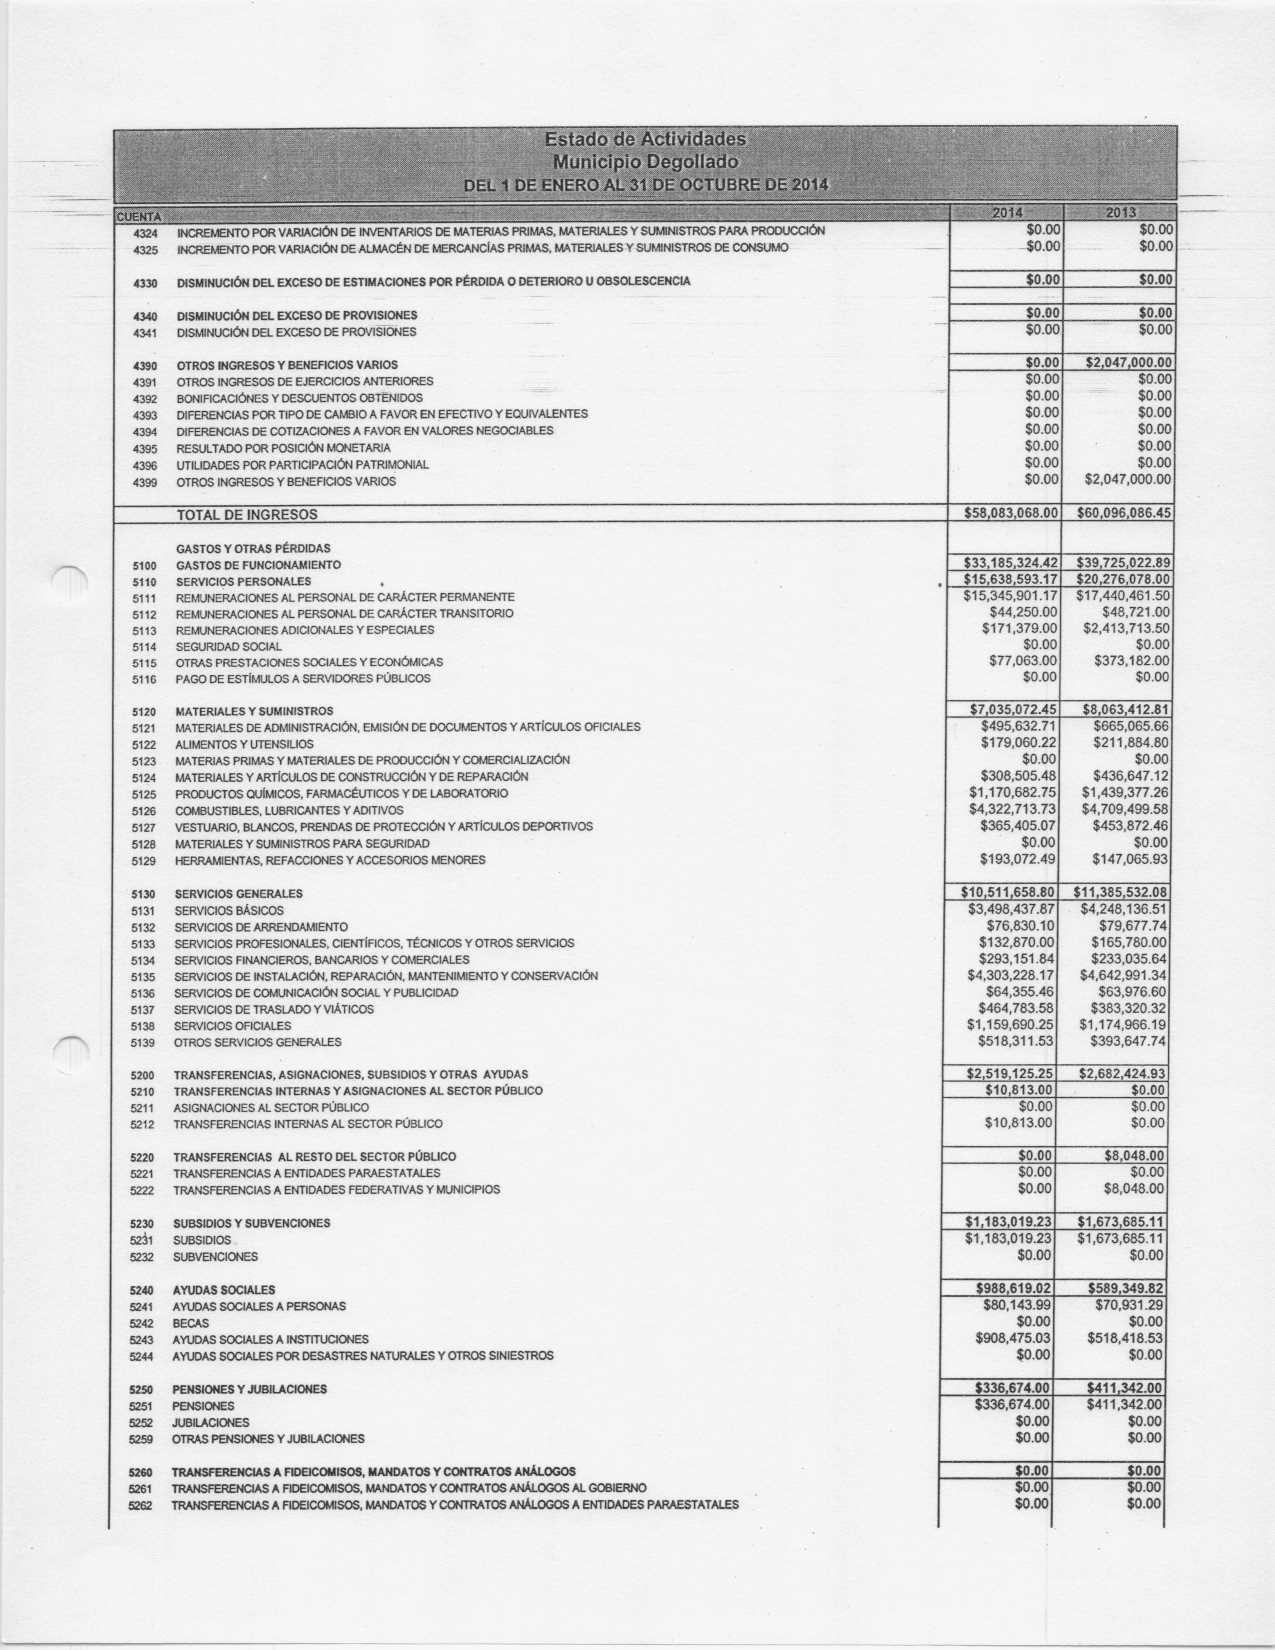 Estado de Actividades
Municipio Degollado
DEL 1 DE ENERO AL 31 DE OCTUBRE DE 2014
CUENTA 2014 2013
4324 INCREMENTO POR VARIACIÓN DE INVENTARIOS DE MATERIAS PRIMAS, MATERIALES Y SUMINISTROS PARA PRODUCCIÓN $0.00 $0.00
4325 INCREMENTO POR VARIACIÓN DE ALMACÉN DE MERCANCÍAS PRIMAS, MATERIALES Y SUMINISTROS DE CONSUMO $0.00 $0.00
4330 DISMINUCIÓN DEL EXCESO DE ESTIMACIONES POR PÉRDIDA O DETERIORO U OBSOLESCENCIA $0.00 $0.00
4340 DISMINUCIÓN DEL EXCESO DE PROVISIONES $0.00 $0.00
4341 DISMINUCIÓN DEL EXCESO DE PROVISIONES $0.00 $0.00
4390 OTROS INGRESOS Y BENEFICIOS VARIOS $0.00 $2,047,000.00
4391 OTROS INGRESOS DE EJERCICIOS ANTERIORES $0.00 $0.00
4392 BONIFICACIÓNES Y DESCUENTOS OBTENIDOS $0.00 $0.00
4393 DIFERENCIAS POR TIPO DE CAMBIO A FAVOR EN EFECTIVO Y EQUIVALENTES $0.00 $0.00
4394 DIFERENCIAS DE COTIZACIONES A FAVOR EN VALORES NEGOCIABLES $0.00 $0.00
4395 RESULTADO POR POSICIÓN MONETARIA $0.00 $0.00
4396 UTILIDADES POR PARTICIPACIÓN PATRIMONIAL $0.00 $0.00
4399 OTROS INGRESOS Y BENEFICIOS VARIOS $0.00 $2,047,000.00
TOTAL DE INGRESOS $58,083,068.00 $60,096,086.45
GASTOS Y OTRAS PÉRDIDAS
5100 GASTOS DE FUNCIONAMIENTO $33,185,324.42 $39,725,022.89
5110 SERVICIOS PERSONALES $15,638,593.17 $20,276,078.00
5111 REMUNERACIONES AL PERSONAL DE CARÁCTER PERMANENTE $15,345,901.17 $17,440,461.50
5112 REMUNERACIONES AL PERSONAL DE CARÁCTER TRANSITORIO $44,250.00 $48,721.00
5113 REMUNERACIONES ADICIONALES Y ESPECIALES $171,379.00 $2,413,713.50
5114 SEGURIDAD SOCIAL $0.00 $0.00
5115 OTRAS PRESTACIONES SOCIALES Y ECONÓMICAS $77,063.00 $373,182.00
5116 PAGO DE ESTÍMULOS A SERVIDORES PÚBLICOS $0.00 $0.00
5120 MATERIALES Y SUMINISTROS $7,035,072.45 $8,063,412.81
5121 MATERIALES DE ADMINISTRACIÓN, EMISIÓN DE DOCUMENTOS Y ARTÍCULOS OFICIALES $495,632.71 $665,065.66
5122 ALIMENTOS Y UTENSILIOS $179,060.22 $211,884.80
5123 MATERIAS PRIMAS Y MATERIALES DE PRODUCCIÓN Y COMERCIALIZACIÓN $0.00 $0.00
5124 MATERIALES Y ARTÍCULOS DE CONSTRUCCIÓN Y DE REPARACIÓN $308,505.48 $436,647.12
5125 PRODUCTOS QUÍMICOS, FARMACÉUTICOS Y DE LABORATORIO $1,170,682.75 $1,439,377.26
5126 COMBUSTIBLES, LUBRICANTES Y ADITIVOS $4,322,713.73 $4,709,499.58
5127 VESTUARIO, BLANCOS, PRENDAS DE PROTECCIÓN Y ARTÍCULOS DEPORTIVOS $365,405.07 $453,872.46
5128 MATERIALES Y SUMINISTROS PARA SEGURIDAD $0.00 $0.00
5129 HERRAMIENTAS, REFACCIONES Y ACCESORIOS MENORES $193,072.49 $147,065.93
5130 SERVICIOS GENERALES $10,511,658.80 $11,385,532.08
5131 SERVICIOS BÁSICOS $3,498,437.87 $4,248,136.51
5132 SERVICIOS DE ARRENDAMIENTO $76,830.10 $79,677.74
5133 SERVICIOS PROFESIONALES, CIENTÍFICOS, TÉCNICOS Y OTROS SERVICIOS $132,870.00 $165,780.00
5134 SERVICIOS FINANCIEROS, BANCARIOS Y COMERCIALES $293,151.84 $233,035.64
5135 SERVICIOS DE INSTALACIÓN, REPARACIÓN, MANTENIMIENTO Y CONSERVACIÓN $4,303,228.17 $4,642,991.34
5136 SERVICIOS DE COMUNICACIÓN SOCIAL Y PUBLICIDAD $64,355.46 $63,976.60
5137 SERVICIOS DE TRASLADO Y VIÁTICOS $464,783.58 $383,320.32
5138 SERVICIOS OFICIALES $1,159,690.25 $1,174,966.19
5139 OTROS SERVICIOS GENERALES $518,311.53 $393,647.74
5200 TRANSFERENCIAS, ASIGNACIONES, SUBSIDIOS Y OTRAS AYUDAS $2,519,125.25 $2,682,424.93
5210 TRANSFERENCIAS INTERNAS Y ASIGNACIONES AL SECTOR PÚBLICO $10,813.00 $0.00
5211 ASIGNACIONES AL SECTOR PÚBLICO $0.00 $0.00
5212 TRANSFERENCIAS INTERNAS AL SECTOR PÚBLICO $10,813.00 $0.00
5220 TRANSFERENCIAS AL RESTO DEL SECTOR PÚBLICO $0.00 $8,048.00
5221 TRANSFERENCIAS A ENTIDADES PARAESTATALES $0.00 $0.00
5222 TRANSFERENCIAS A ENTIDADES FEDERATIVAS Y MUNICIPIOS $0.00 $8,048.00
5230 SUBSIDIOS Y SUBVENCIONES $1,183,019.23 $1,673,685.11
5231 SUBSIDIOS $1,183,019.23 $1,673,685.11
5232 SUBVENCIONES $0.00 $0.00
5240 AYUDAS SOCIALES $988,619.02 $589,349.82
5241 AYUDAS SOCIALES A PERSONAS $80,143.99 $70,931.29
5242 BECAS $0.00 $0.00
5243 AYUDAS SOCIALES A INSTITUCIONES $908,475.03 $518,418.53
5244 AYUDAS SOCIALES POR DESASTRES NATURALES Y OTROS SINIESTROS $0.00 $0.00
5250 PENSIONES Y JUBILACIONES $336,674.00 $411,342.00
5251 PENSIONES $336,674.00 $411,342.00
5252 JUBILACIONES $0.00 $0.00
5259 OTRAS PENSIONES Y JUBILACIONES $0.00 $0.00
5260 TRANSFERENCIAS A FIDEICOMISOS, MANDATOS Y CONTRATOS ANÁLOGOS $0.00 $0.00
5261 TRANSFERENCIAS A FIDEICOMISOS, MANDATOS Y CONTRATOS ANÁLOGOS AL GOBIERNO $0.00 $0.00
5262 TRANSFERENCIAS A FIDEICOMISOS, MANDATOS Y CONTRATOS ANÁLOGOS A ENTIDADES PARAESTATALES $0.00 $0.00